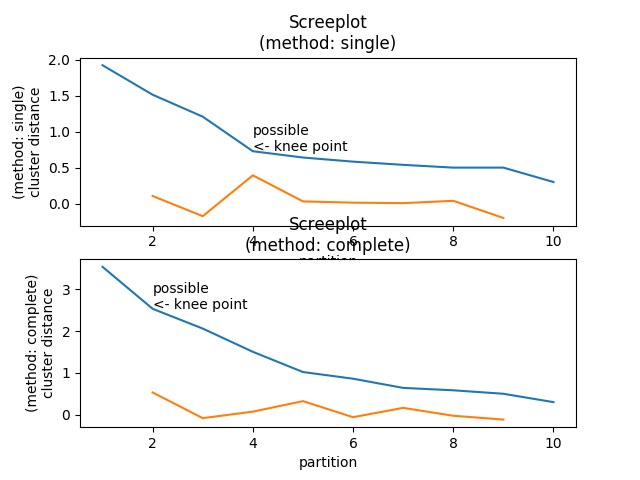 Screeplot
(method: single)
(method: single)
cluster distance
2.0
1.5
1.0
0.5
0.0
possible
<- knee point
2 4 6 8 10
partition
Screeplot
(method: complete)
(method: complete)
cluster distance
3
2
1
0
possible
<- knee point
2 4 6 8 10
partition